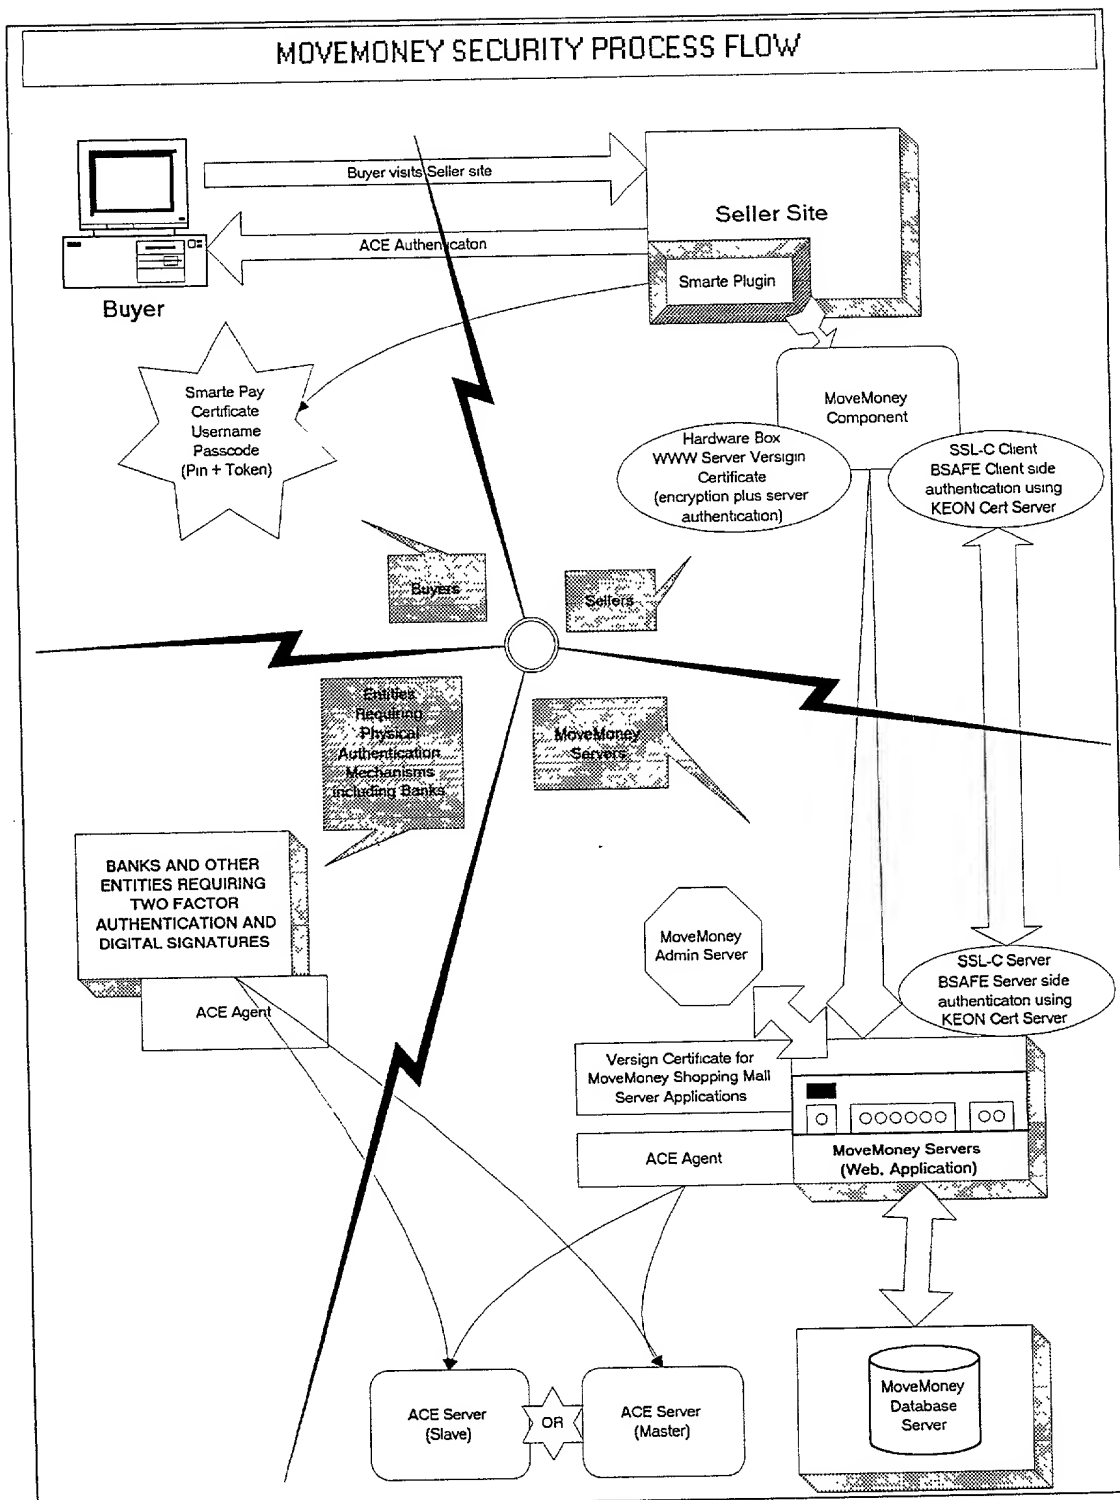 MOVEMONEY SECURITY PROCESS FLOW
Buyer visits Seller site
ACE Authenticaton
Buyer
Seller Site
Smarte Plugin
Smarte Pay
Certificate
Username
Passcode
(Pin + Token)
MoveMoney
Component
Hardware Box
WWW Server Versign
Certificate
(encryption plus server
authentication)
SSL-C Client
BSAFE Client side
authentication using
KEON Cert Server
Buyers
Sellers
Entities
Requiring
Physical
Authentication
Mechanisms
including Banks
MoveMoney
Servers
BANKS AND OTHER
ENTITIES REQUIRING
TWO FACTOR
AUTHENTICATION AND
DIGITAL SIGNATURES
ACE Agent
MoveMoney
Admin Server
SSL-C Server
BSAFE Server side
authenticaton using
KEON Cert Server
Versign Certificate for
MoveMoney Shopping Mall
Server Applications
ACE Agent
MoveMoney Servers
(Web, Application)
ACE Server
(Slave)
OR
ACE Server
(Master)
MoveMoney
Database
Server